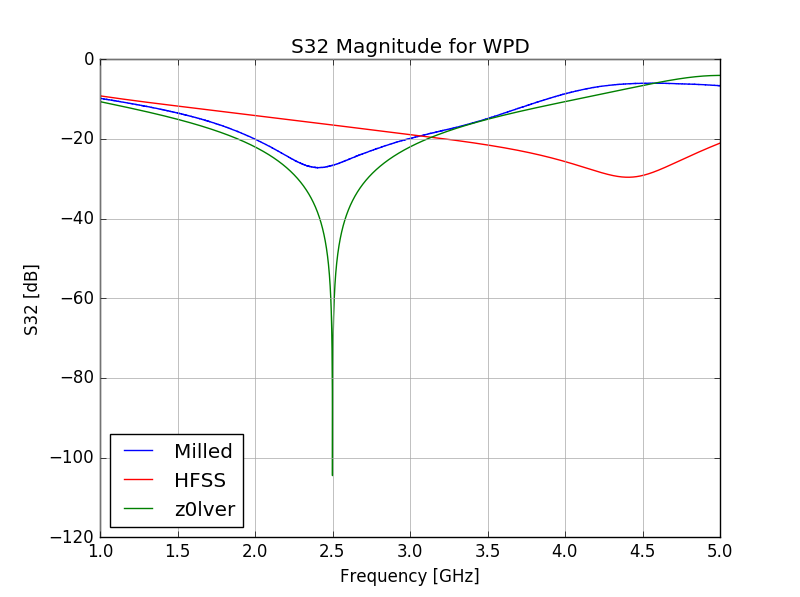 S32 Magnitude for WPD
0
−20
−40
−60
−80
−100
−120
S32 [dB]
Milled
HFSS
z0lver
1.0 1.5 2.0 2.5 3.0 3.5 4.0 4.5 5.0
Frequency [GHz]